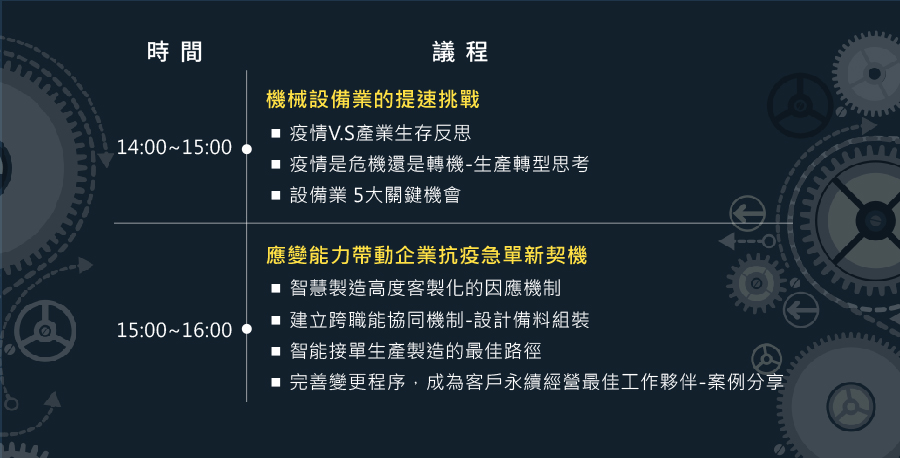 時 間
議 程
14:00~15:00
機械設備業的提速挑戰
■ 疫情V.S產業生存反思
■ 疫情是危機還是轉機-生產轉型思考
■ 設備業 5大關鍵機會
15:00~16:00
應變能力帶動企業抗疫急單新契機
■ 智慧製造高度客製化的因應機制
■ 建立跨職能協同機制-設計備料組裝
■ 智能接單生產製造的最佳路徑
■ 完善變更程序，成為客戶永續經營最佳工作夥伴-案例分享